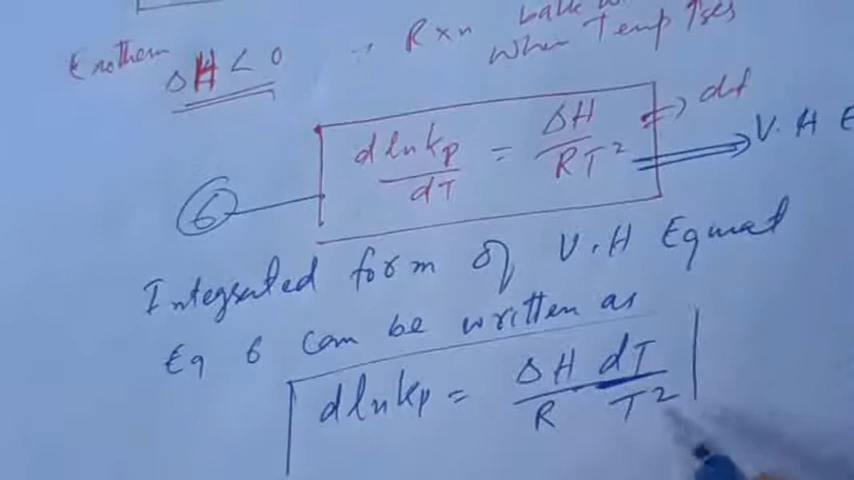 Exotherm ΔH < 0
Rxn
when Temp ↑ses
d ln Kp / dT = ΔH / RT² → df ⇒ V.H E
6
Integrated form of V.H Equat
Eq 6 can be written as
d ln Kp = ΔH / R dT / T²